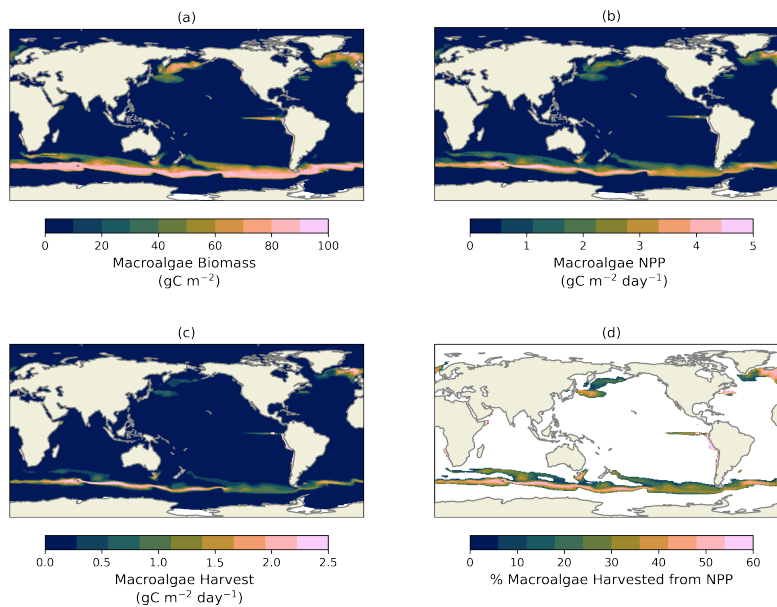 (a)
(b)
0 20 40 60 80 100
Macroalgae Biomass
(gC m⁻²)
0 1 2 3 4 5
Macroalgae NPP
(gC m⁻² day⁻¹)
(c)
(d)
0.0 0.5 1.0 1.5 2.0 2.5
Macroalgae Harvest
(gC m⁻² day⁻¹)
0 10 20 30 40 50 60
% Macroalgae Harvested from NPP